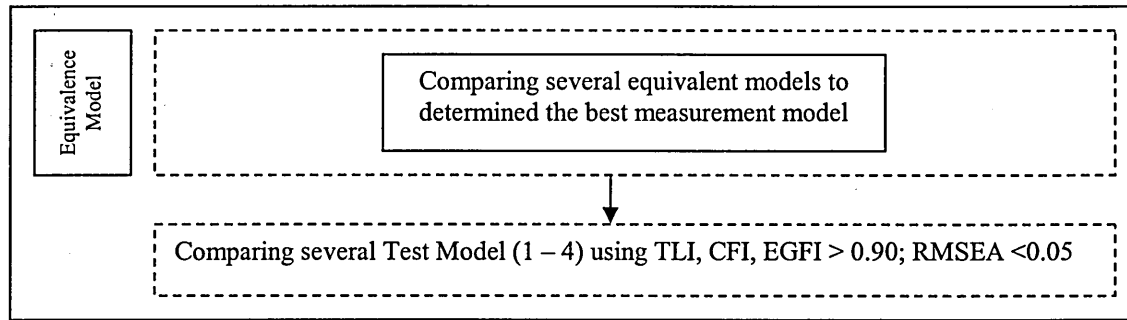 Equivalence
Model
Comparing several equivalent models to
determined the best measurement model
Comparing several Test Model (1 – 4) using TLI, CFI, EGFI > 0.90; RMSEA <0.05